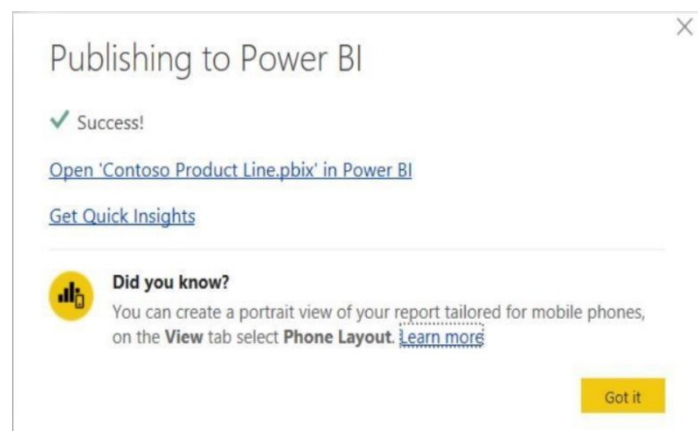 Publishing to Power BI
Success!
Open 'Contoso Product Line.pbix' in Power BI
Get Quick Insights
Did you know?
You can create a portrait view of your report tailored for mobile phones,
on the View tab select Phone Layout. Learn more
Got it